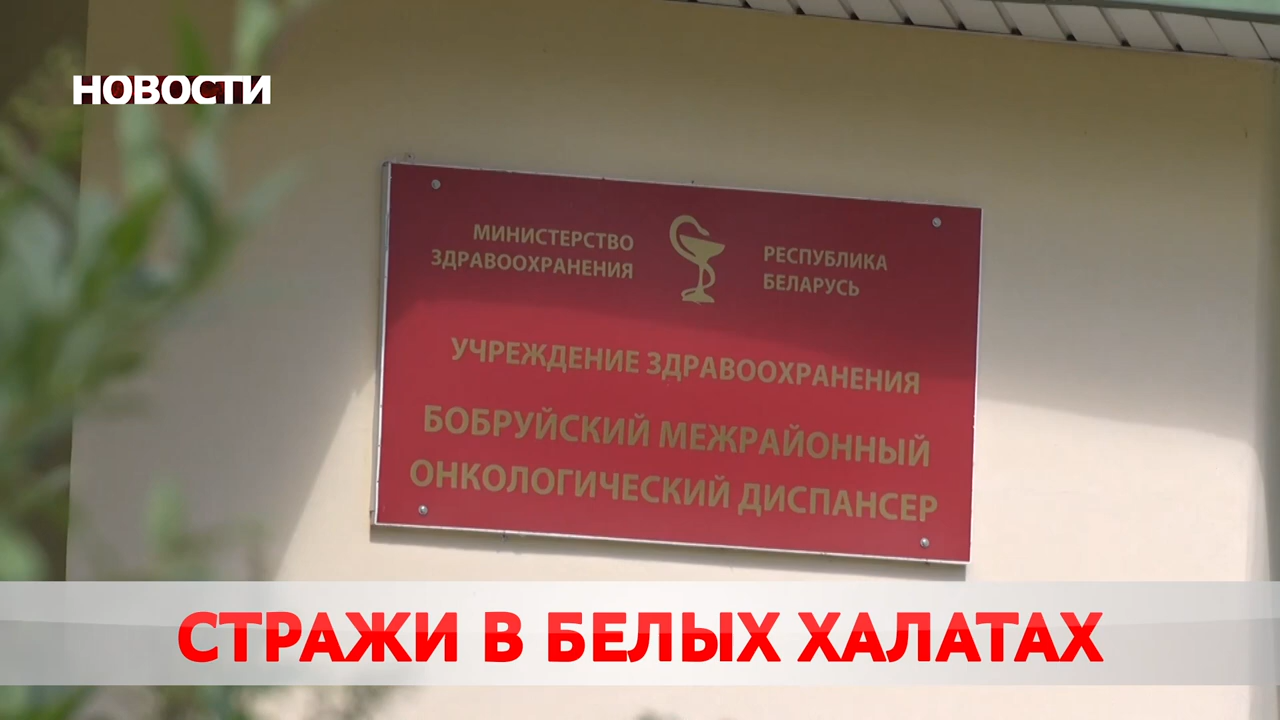 НОВОСТИ
МИНИСТЕРСТВО
ЗДРАВООХРАНЕНИЯ
РЕСПУБЛИКА
БЕЛАРУСЬ
УЧРЕЖДЕНИЕ ЗДРАВООХРАНЕНИЯ
БОБРУЙСКИЙ МЕЖРАЙОННЫЙ
ОНКОЛОГИЧЕСКИЙ ДИСПАНСЕР
СТРАЖИ В БЕЛЫХ ХАЛАТАХ